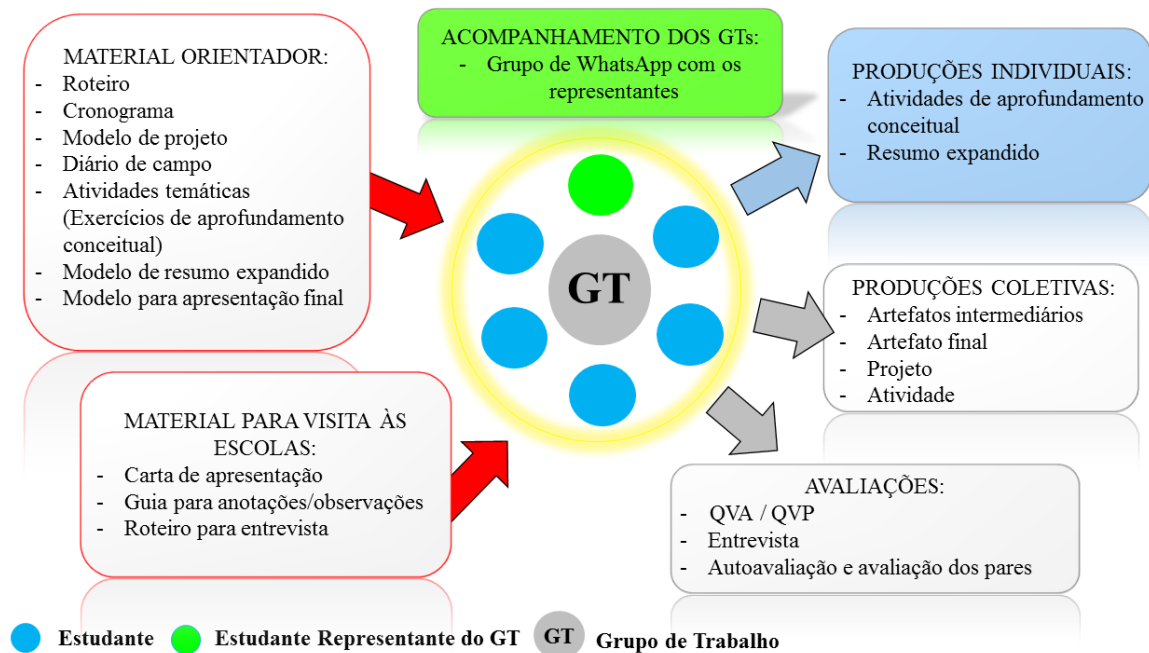 MATERIAL ORIENTADOR:
- Roteiro
- Cronograma
- Modelo de projeto
- Diário de campo
- Atividades temáticas
(Exercícios de aprofundamento
conceitual)
- Modelo de resumo expandido
- Modelo para apresentação final
ACOMPANHAMENTO DOS GTs:
- Grupo de WhatsApp com os
representantes
PRODUÇÕES INDIVIDUAIS:
- Atividades de aprofundamento
conceitual
- Resumo expandido
GT
PRODUÇÕES COLETIVAS:
- Artefatos intermediários
- Artefato final
- Projeto
- Atividade
MATERIAL PARA VISITA ÀS
ESCOLAS:
- Carta de apresentação
- Guia para anotações/observações
- Roteiro para entrevista
AVALIAÇÕES:
- QVA / QVP
- Entrevista
- Autoavaliação e avaliação dos pares
Estudante
Estudante Representante do GT
GT Grupo de Trabalho